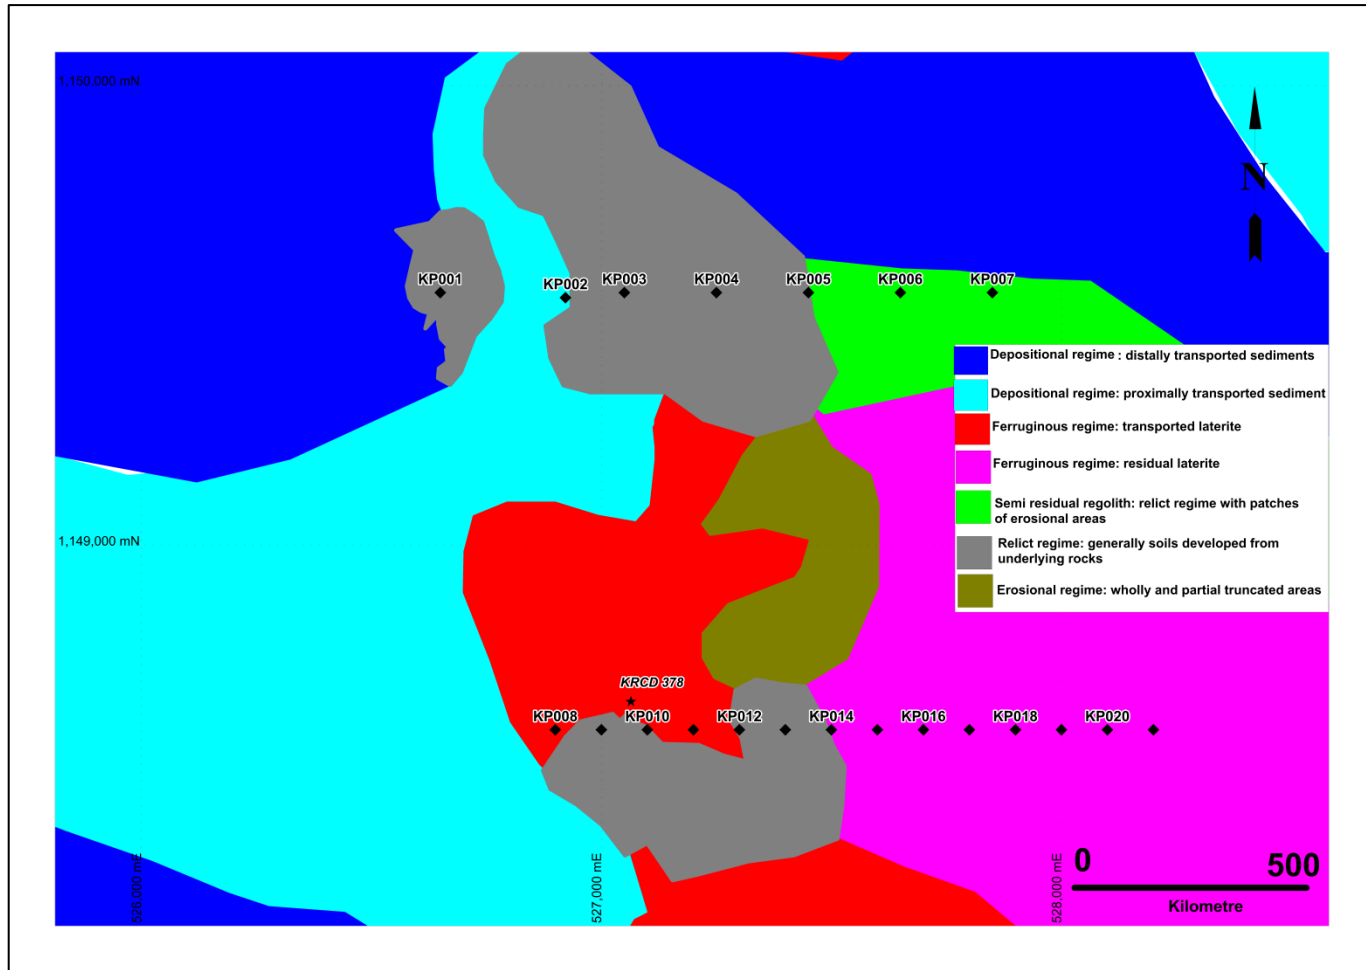 1,150,000 mN
N
KP001
KP002
KP003
KP004
KP005
KP006
KP007
Depositional regime : distally transported sediments
Depositional regime: proximally transported sediment
Ferruginous regime: transported laterite
Ferruginous regime: residual laterite
Semi residual regolith: relict regime with patches
of erosional areas
Relict regime: generally soils developed from
underlying rocks
Erosional regime: wholly and partial truncated areas
1,149,000 mN
KRCD 378
KP008
KP010
KP012
KP014
KP016
KP018
KP020
526,000 mE
527,000 mE
528,000 mE
0
500
Kilometre